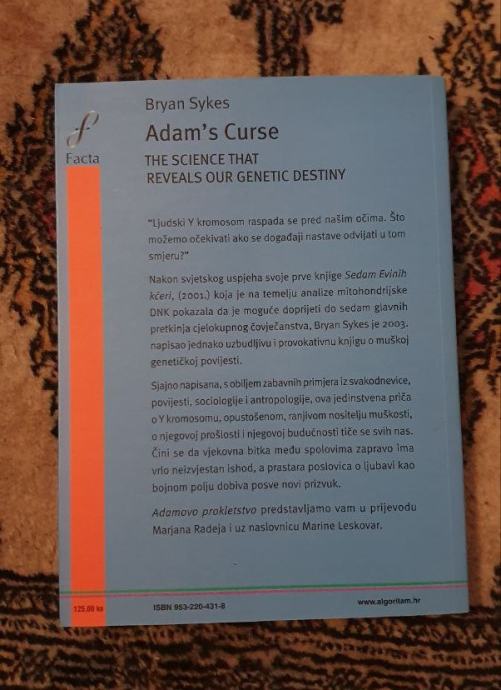 Bryan Sykes
Adam's Curse
Facta
THE SCIENCE THAT
REVEALS OUR GENETIC DESTINY
"Ljudski Y kromosom raspada se pred našim očima. Što
možemo očekivati ako se događaji nastave odvijati u tom
smjeru?"
Nakon svjetskog uspjeha svoje prve knjige Sedam Evinih
kćeri, (2001.) koja je na temelju analize mitohondrijske
DNK pokazala da je moguće doprijeti do sedam glavnih
pretkinja cjelokupnog čovječanstva, Bryan Sykes je 2003.
napisao jednako uzbudljivu i provokativnu knjigu o muškoj
genetičkoj povijesti.
Sjajno napisana, s obiljem zabavnih primjera iz svakodnevice,
povijesti, sociologije i antropologije, ova jedinstvena priča
o Y kromosomu, opustošenom, ranjivom nositelju muškosti,
o njegovoj prošlosti i njegovoj budućnosti tiče se svih nas.
Čini se da vjekovna bitka među spolovima zapravo ima
vrlo neizvjestan ishod, a prastara poslovica o ljubavi kao
bojnom polju dobiva posve novi prizvuk.
Adamovo prokletstvo predstavljamo vam u prijevodu
Marjana Radeja i uz naslovnicu Marine Leskovar.
125,00 kn
ISBN 953-220-431-8
www.algoritam.hr